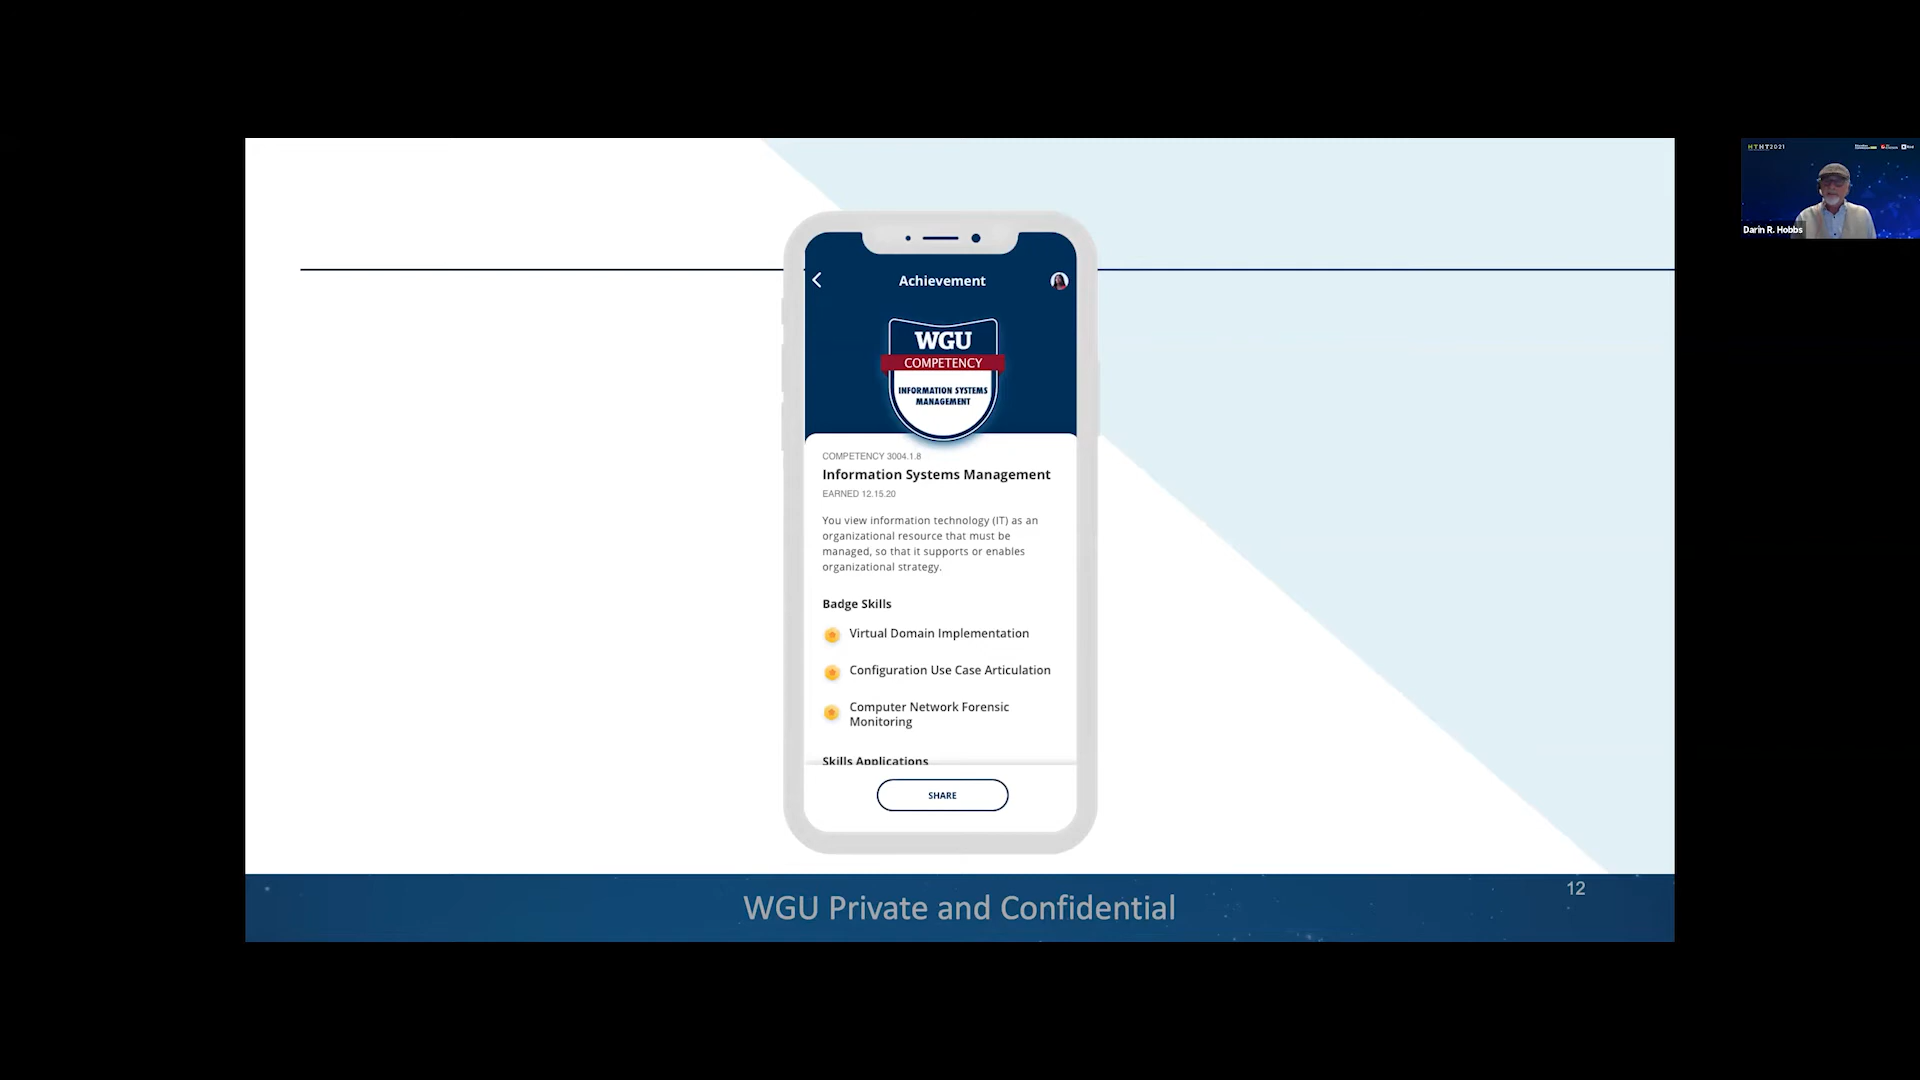 HTHT2021
Darin R. Hobbs
Achievement
WGU
COMPETENCY
INFORMATION SYSTEMS
MANAGEMENT
COMPETENCY 3004.1.8
Information Systems Management
EARNED 12.15.20
You view information technology (IT) as an
organizational resource that must be
managed, so that it supports or enables
organizational strategy.
Badge Skills
Virtual Domain Implementation
Configuration Use Case Articulation
Computer Network Forensic
Monitoring
Skills Applications
SHARE
12
WGU Private and Confidential